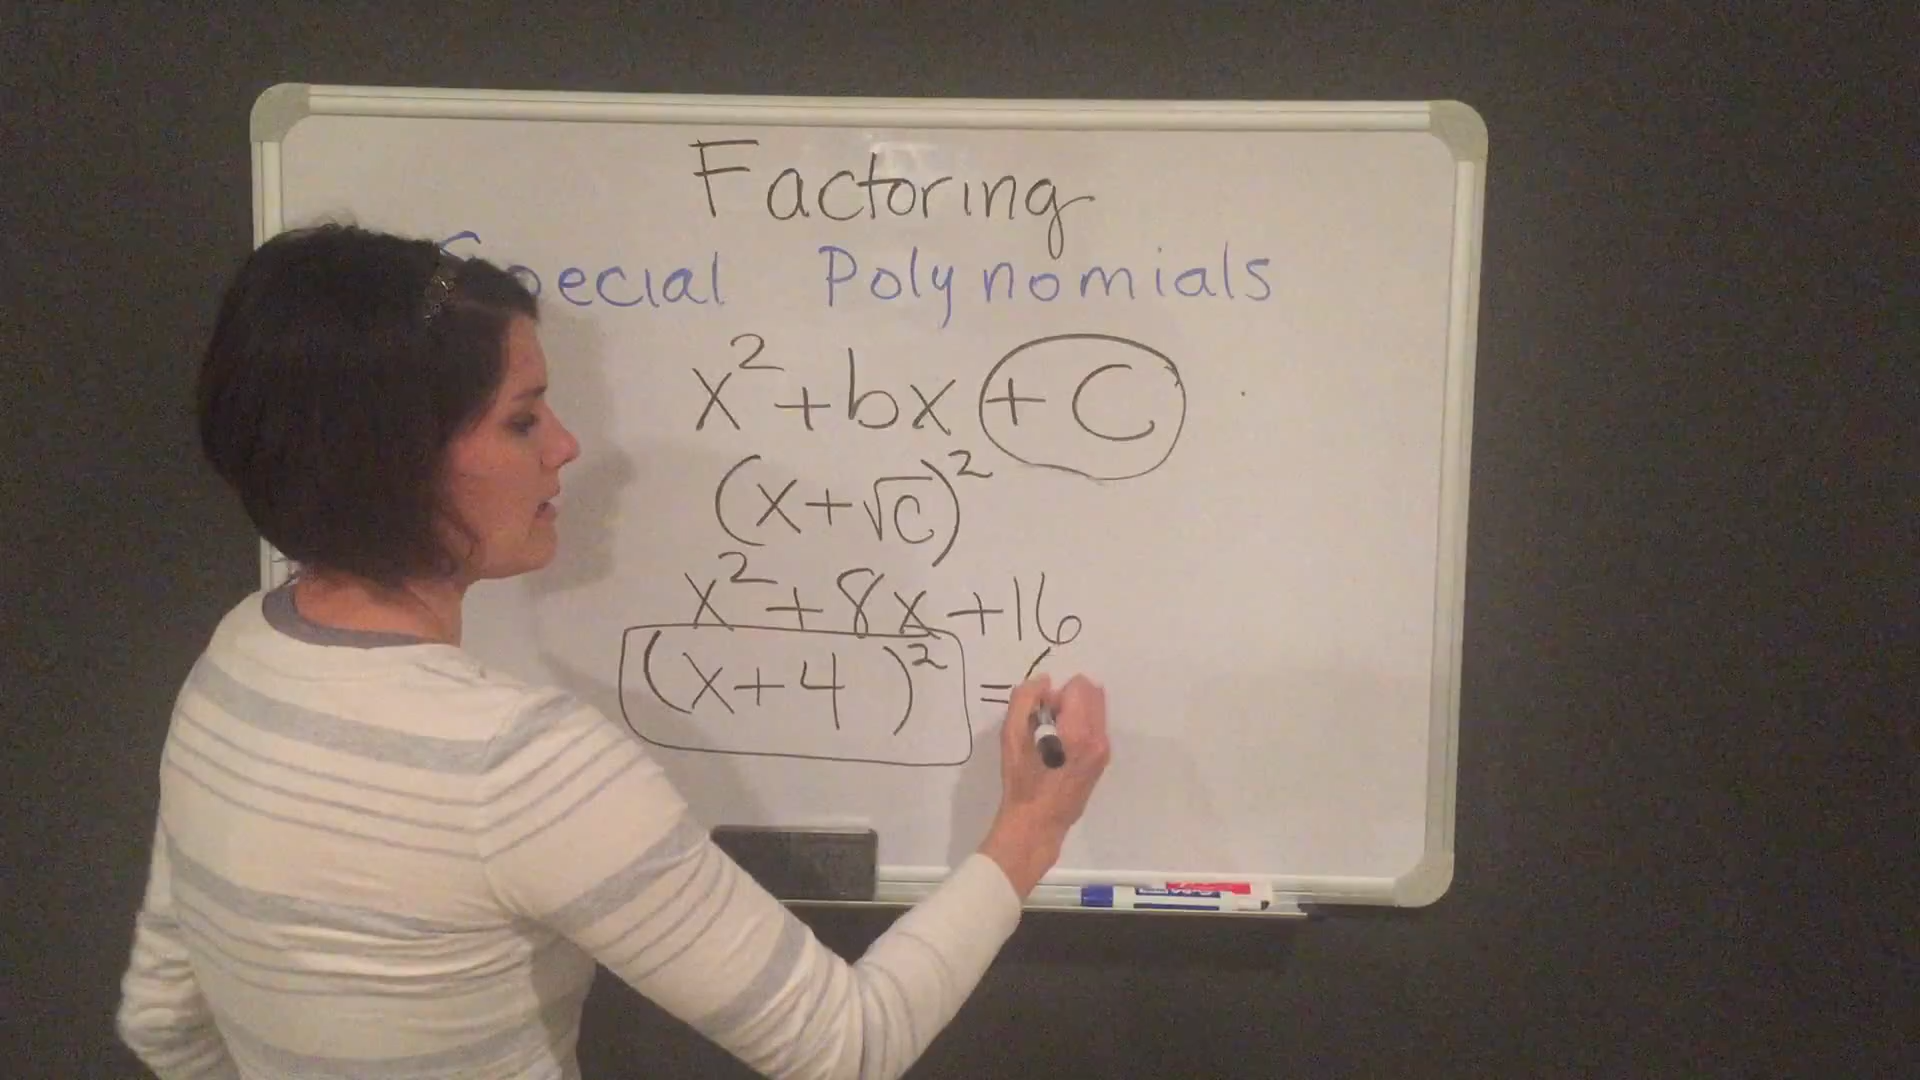 Factoring
Special Polynomials
x² + bx + C
(x + √c)²
x² + 8x + 16
(x + 4)² = (